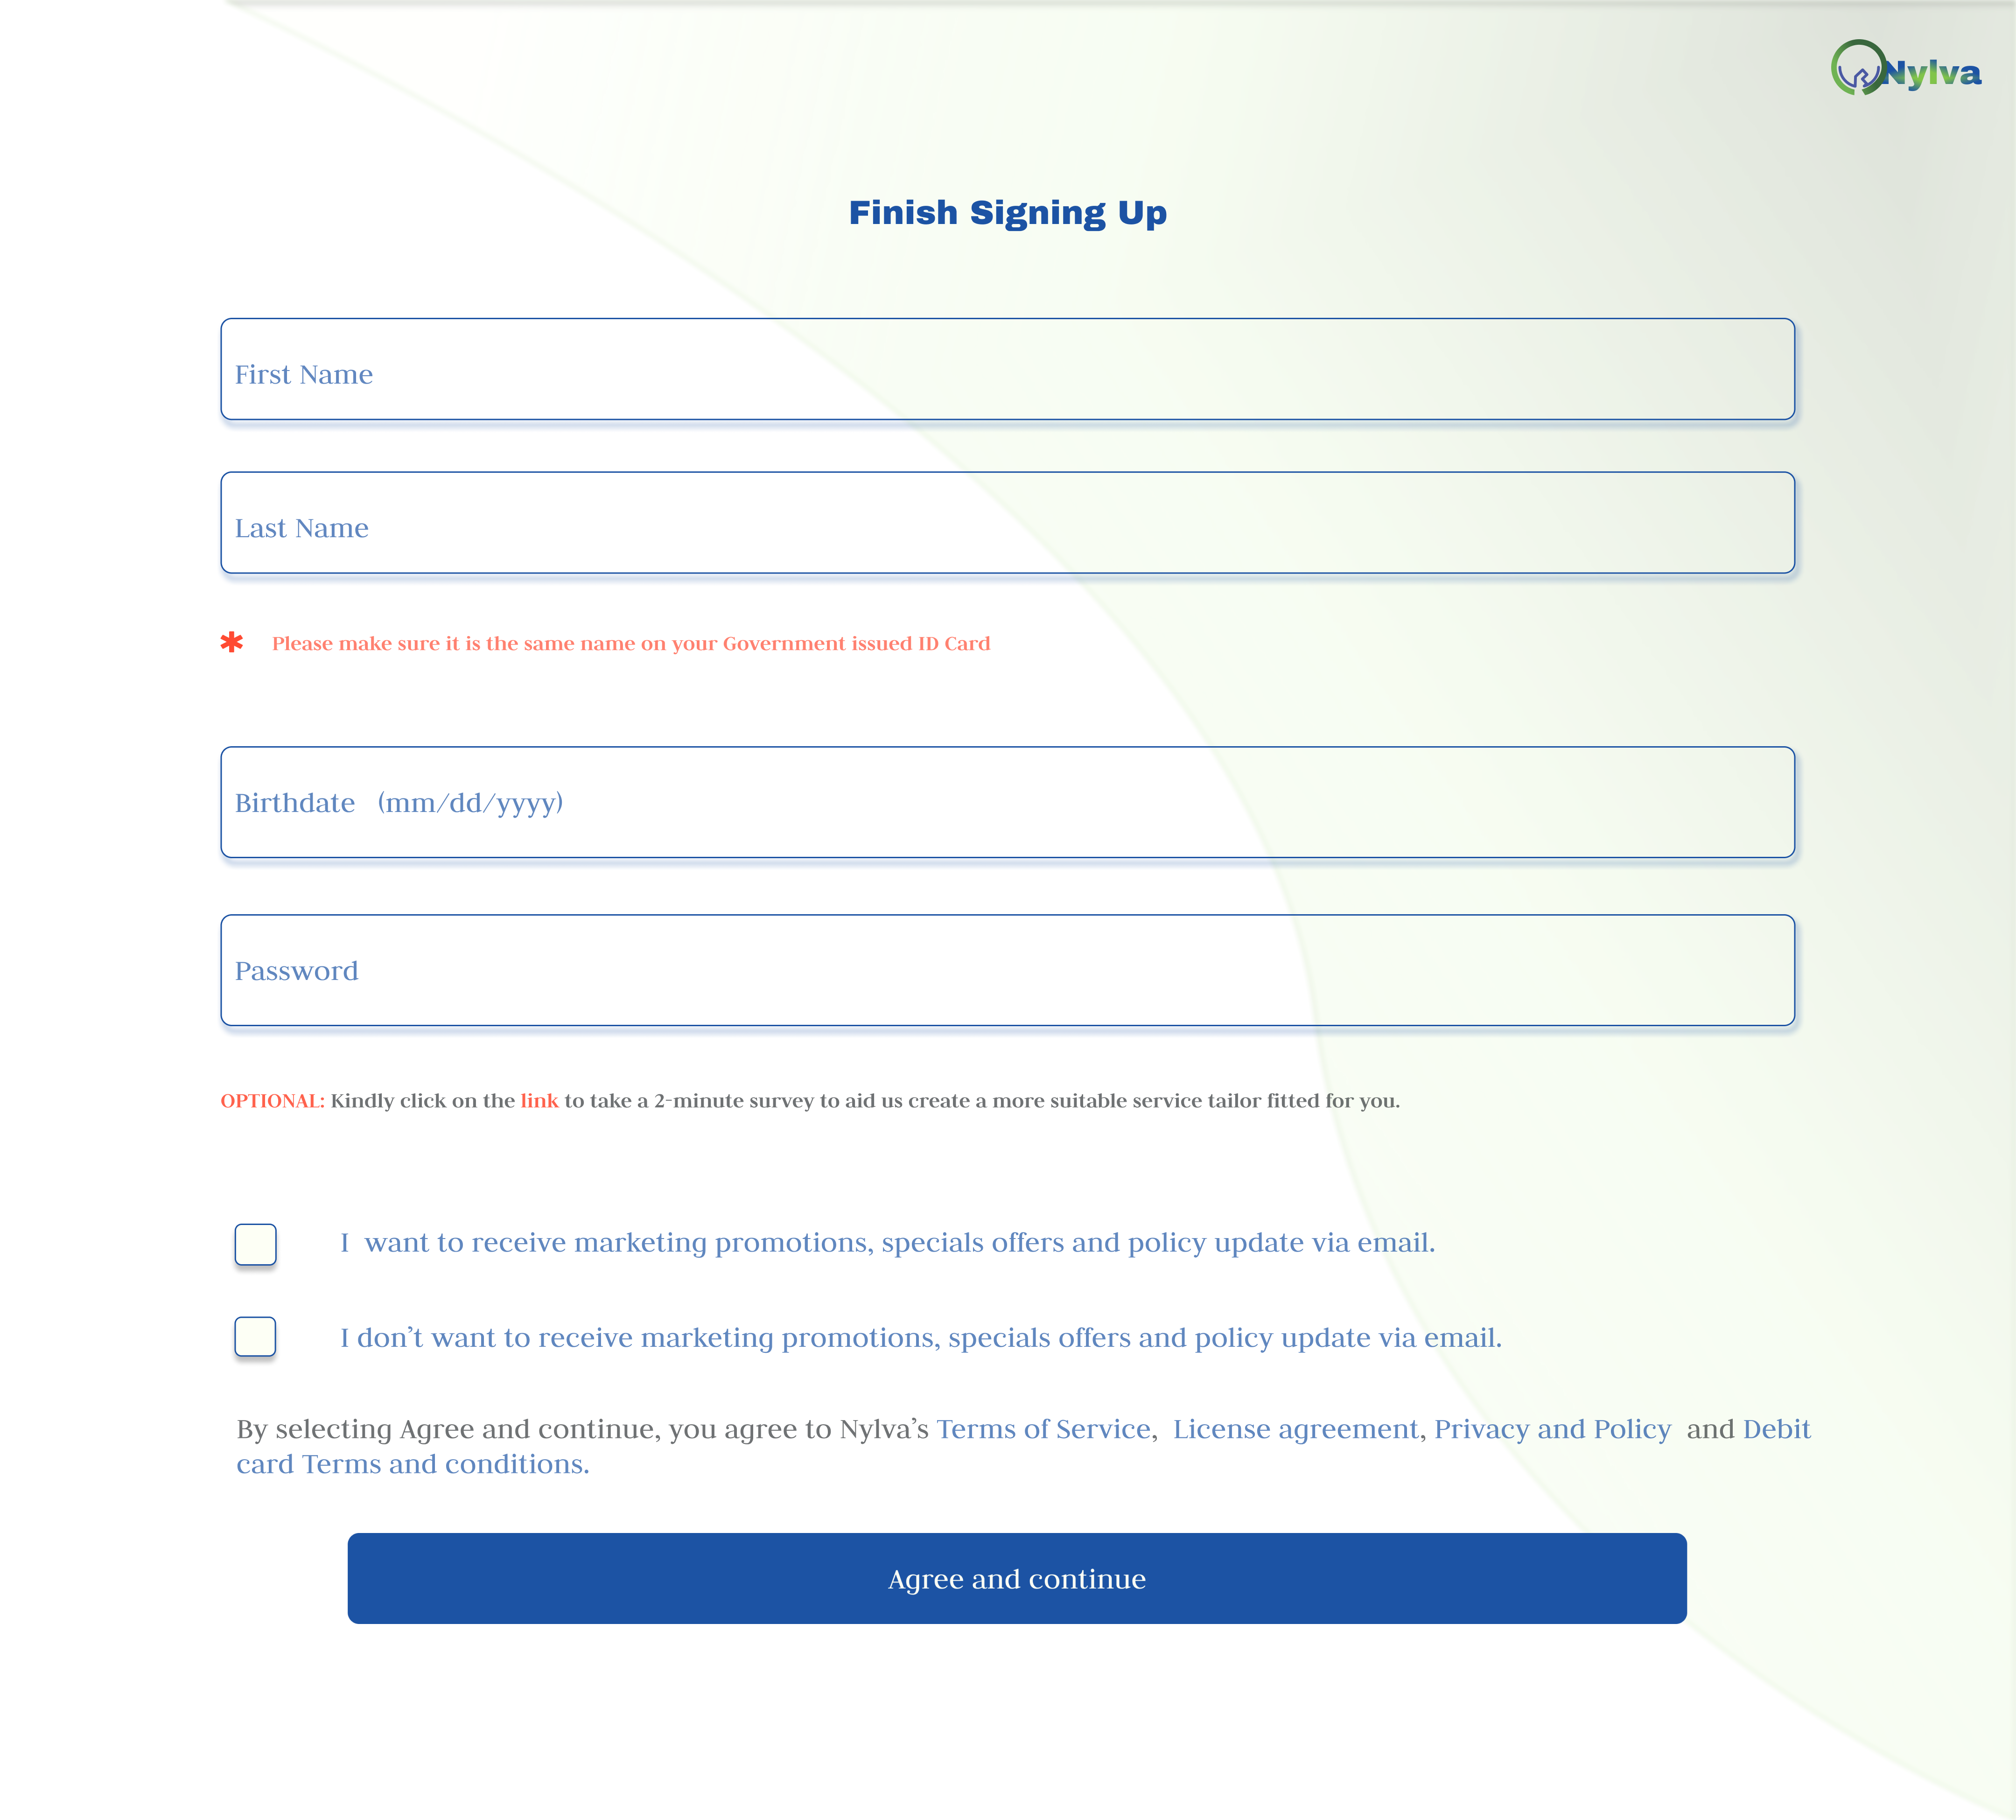 Nylva
Finish Signing Up
First Name
Last Name
* Please make sure it is the same name on your Government issued ID Card
Birthdate (mm/dd/yyyy)
Password
OPTIONAL: Kindly click on the link to take a 2-minute survey to aid us create a more suitable service tailor fitted for you.
I want to receive marketing promotions, specials offers and policy update via email.
I don’t want to receive marketing promotions, specials offers and policy update via email.
By selecting Agree and continue, you agree to Nylva’s Terms of Service, License agreement, Privacy and Policy and Debit
card Terms and conditions.
Agree and continue